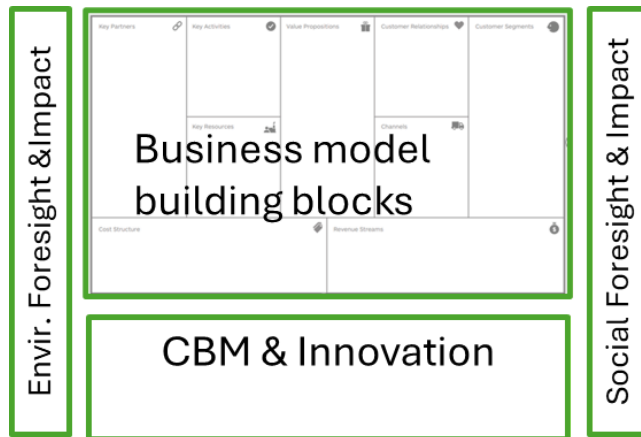 Envir. Foresight &Impact
Key Partners
Key Activities
Value Propositions
Customer Relationships
Customer Segments
Key Resources
Channels
Business model
building blocks
Cost Structure
Revenue Streams
CBM & Innovation
Social Foresight & Impact